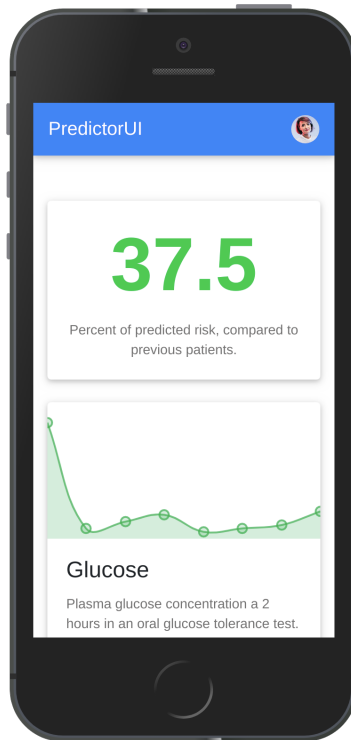 PredictorUI
37.5
Percent of predicted risk, compared to
previous patients.
Glucose
Plasma glucose concentration a 2
hours in an oral glucose tolerance test.